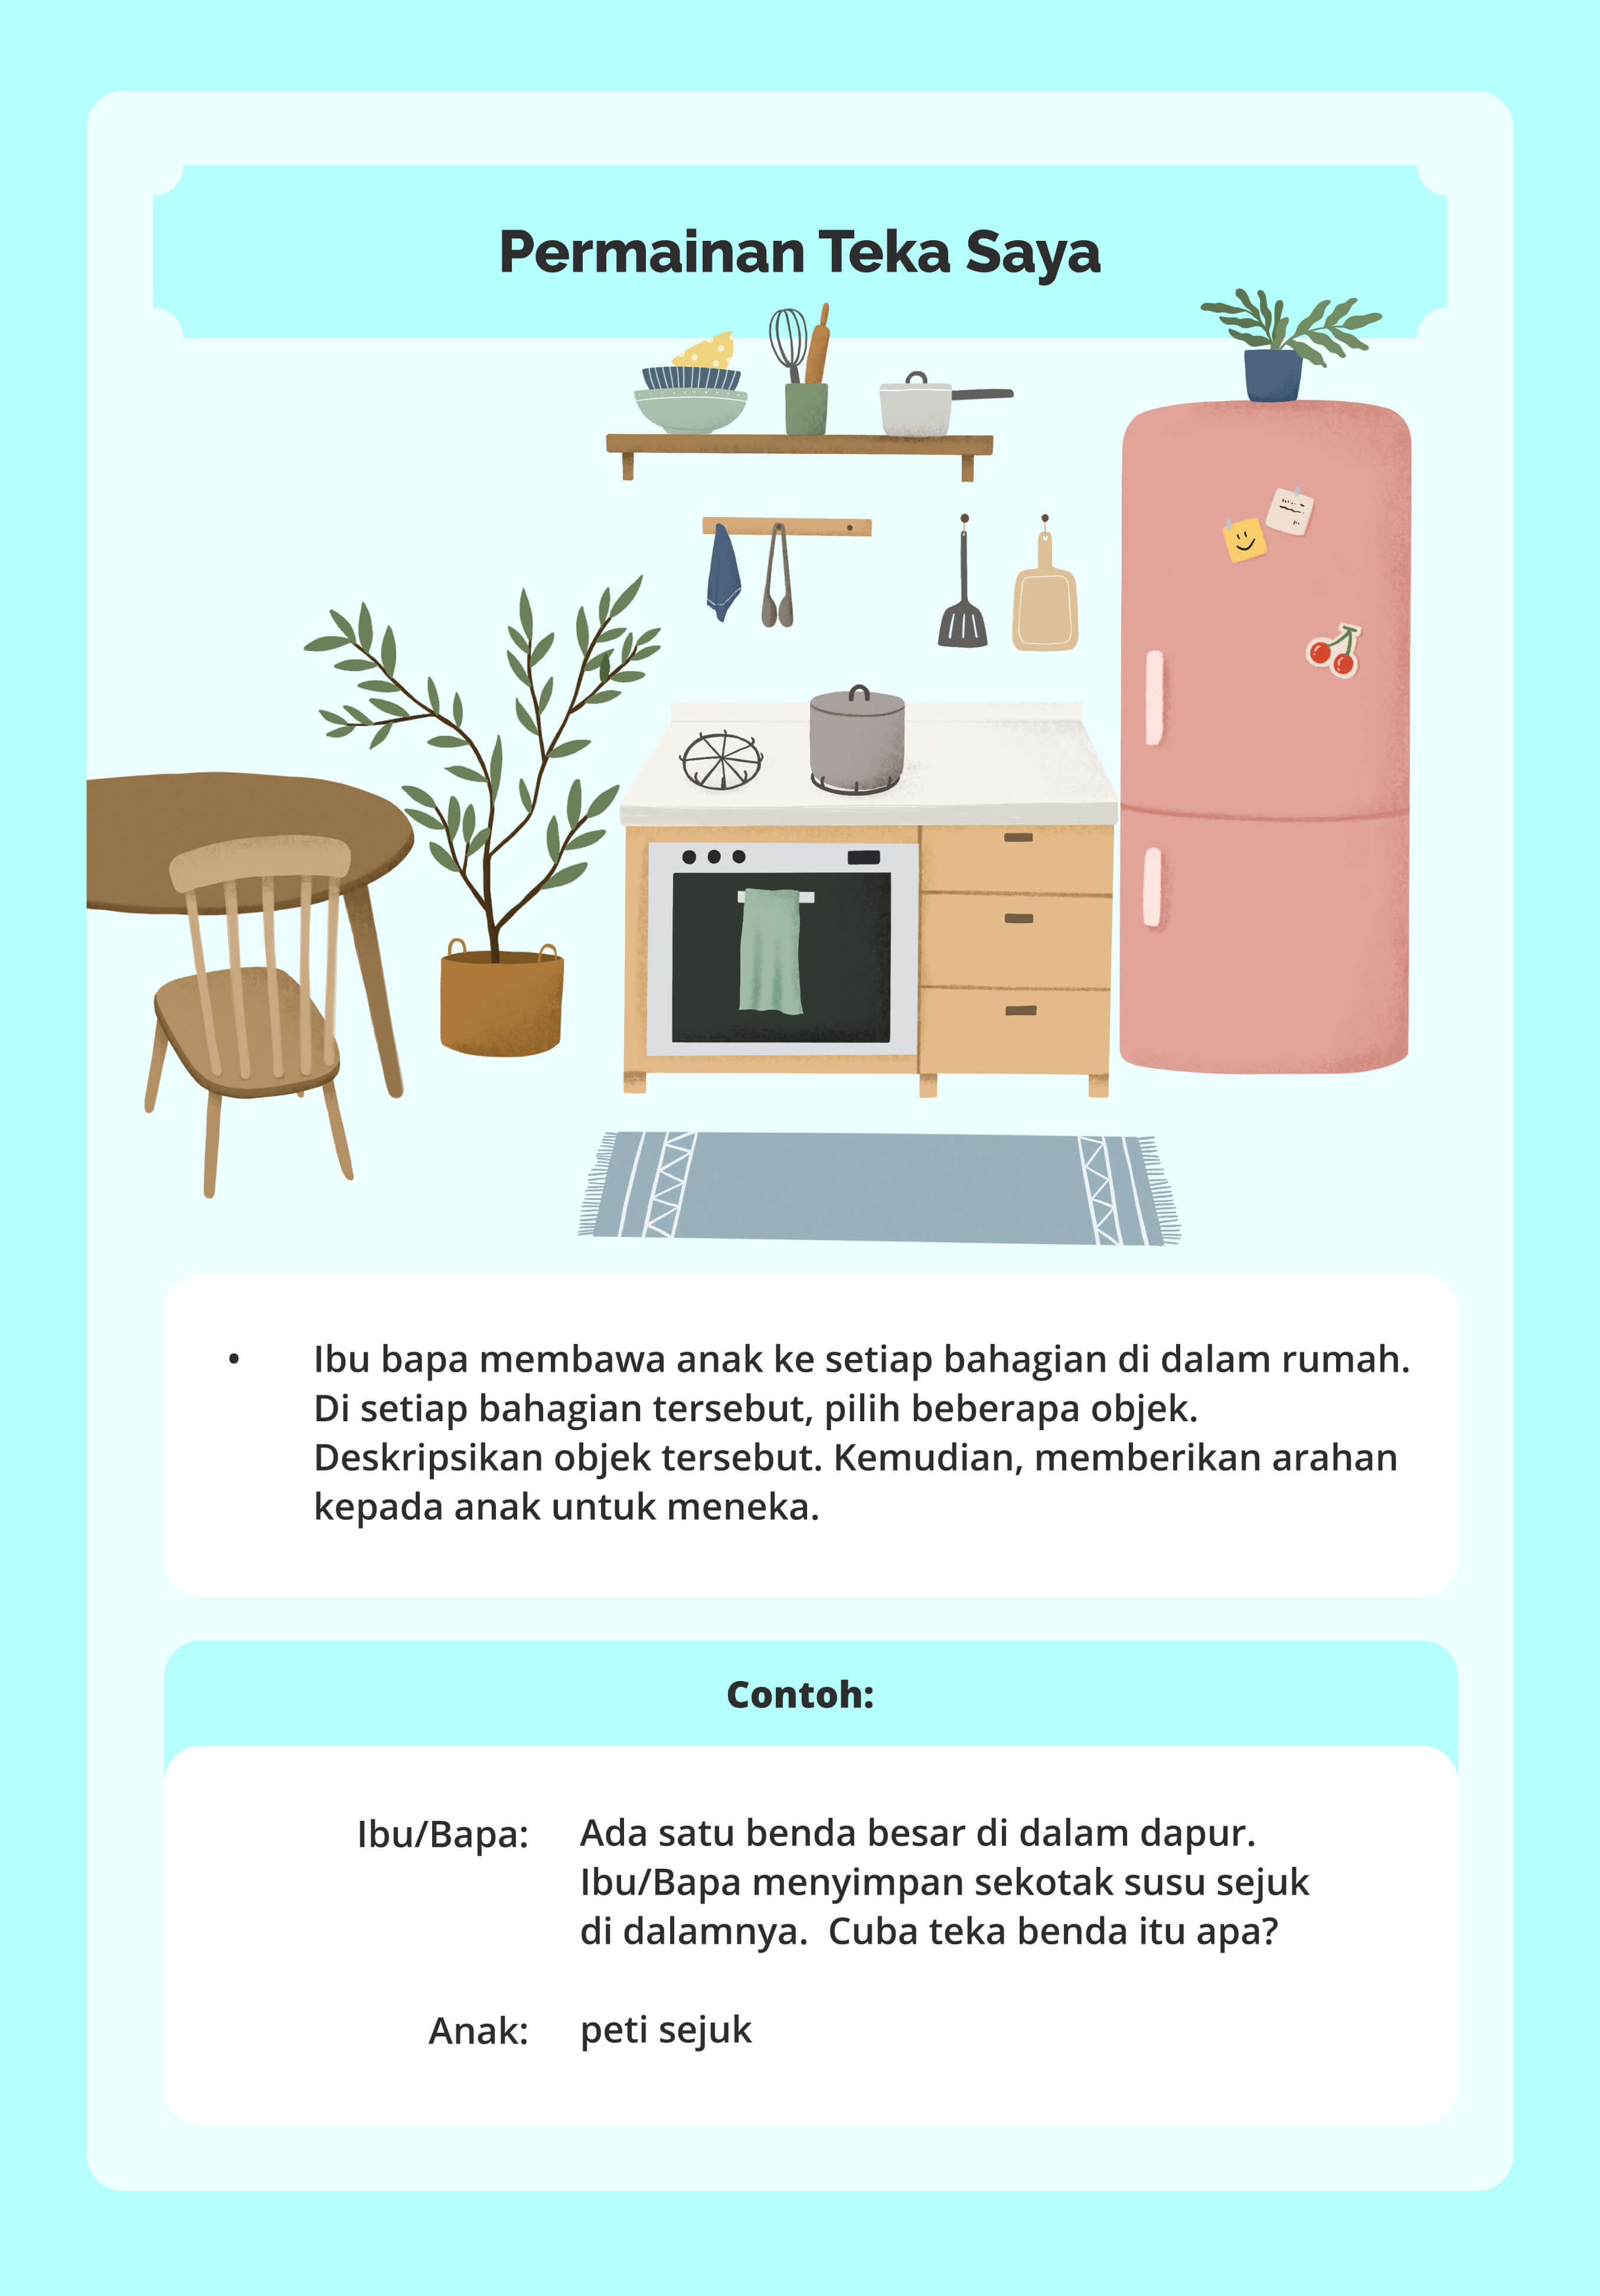 Permainan Teka Saya
• Ibu bapa membawa anak ke setiap bahagian di dalam rumah.
Di setiap bahagian tersebut, pilih beberapa objek.
Deskripsikan objek tersebut. Kemudian, memberikan arahan
kepada anak untuk meneka.
Contoh:
Ibu/Bapa: Ada satu benda besar di dalam dapur.
Ibu/Bapa menyimpan sekotak susu sejuk
di dalamnya.  Cuba teka benda itu apa?
Anak: peti sejuk